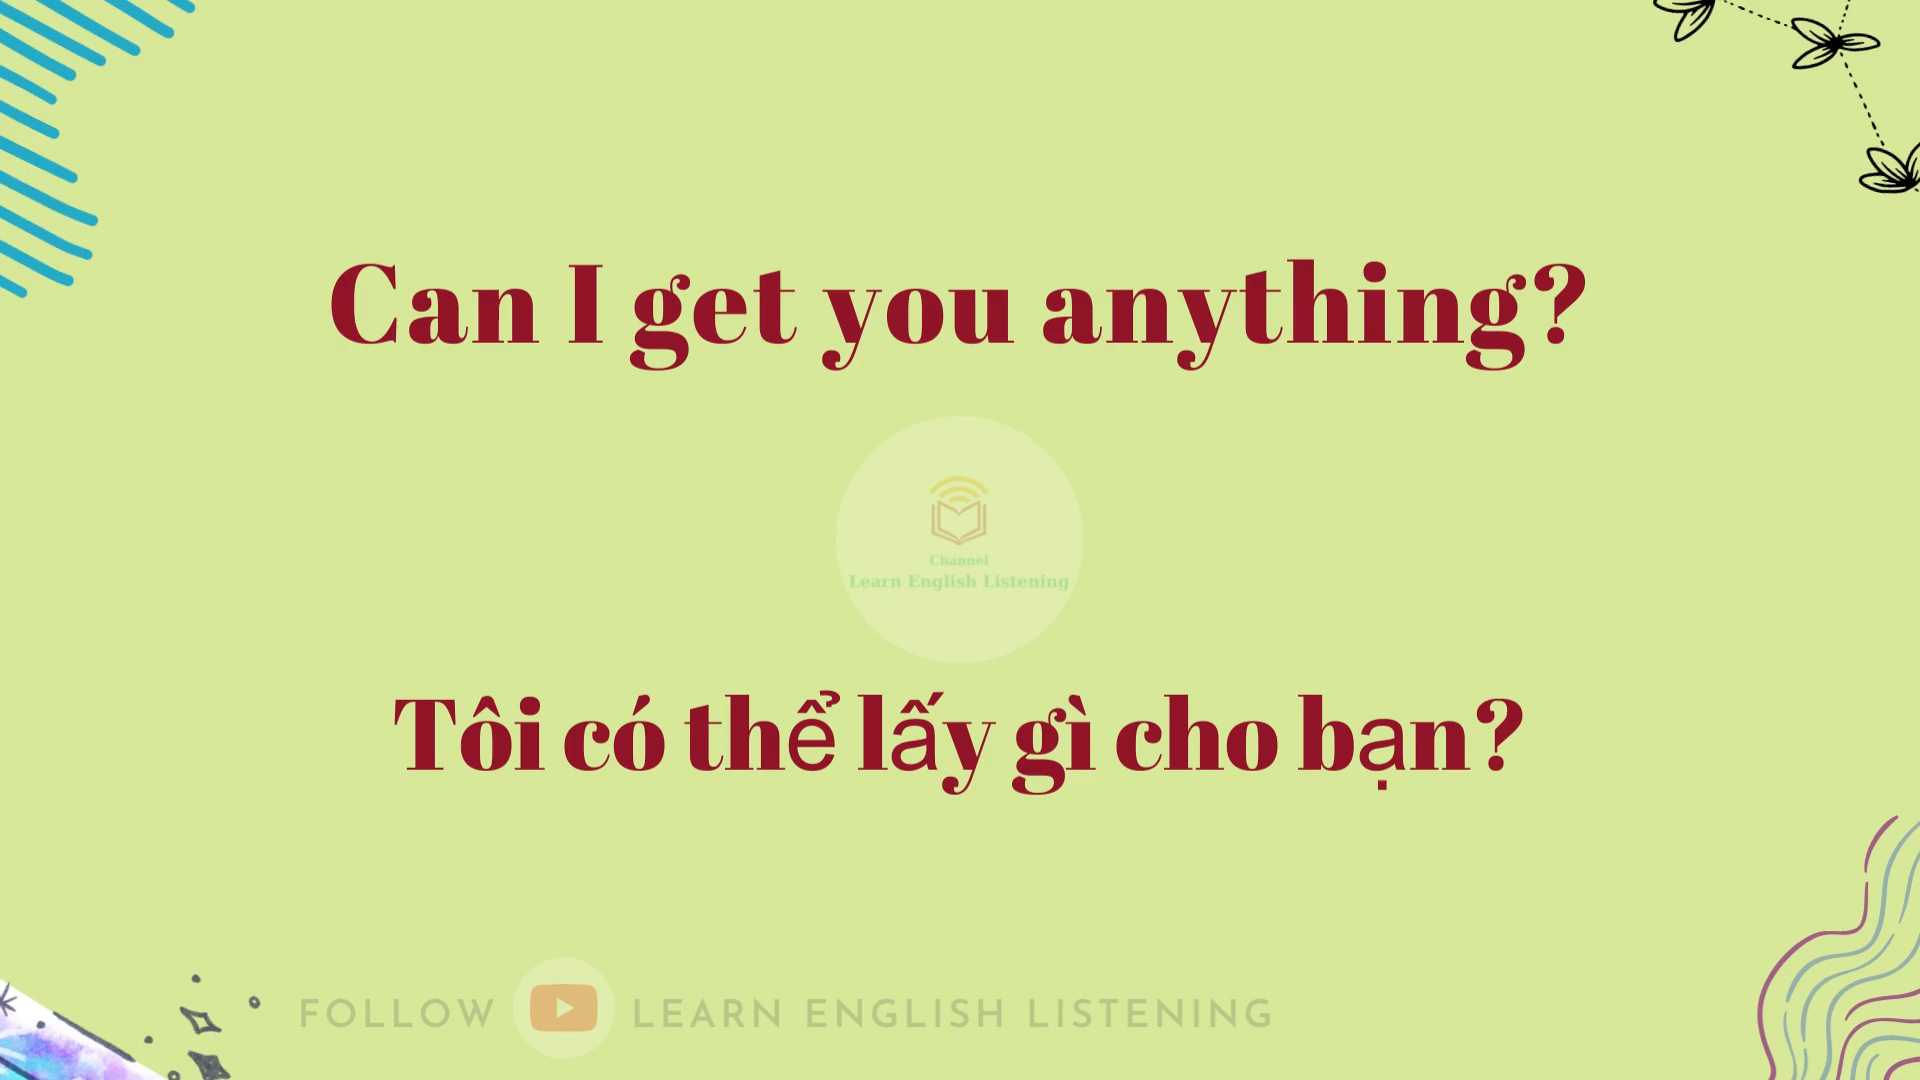 Can I get you anything?
Channel
Learn English Listening
Tôi có thể lấy gì cho bạn?
FOLLOW LEARN ENGLISH LISTENING